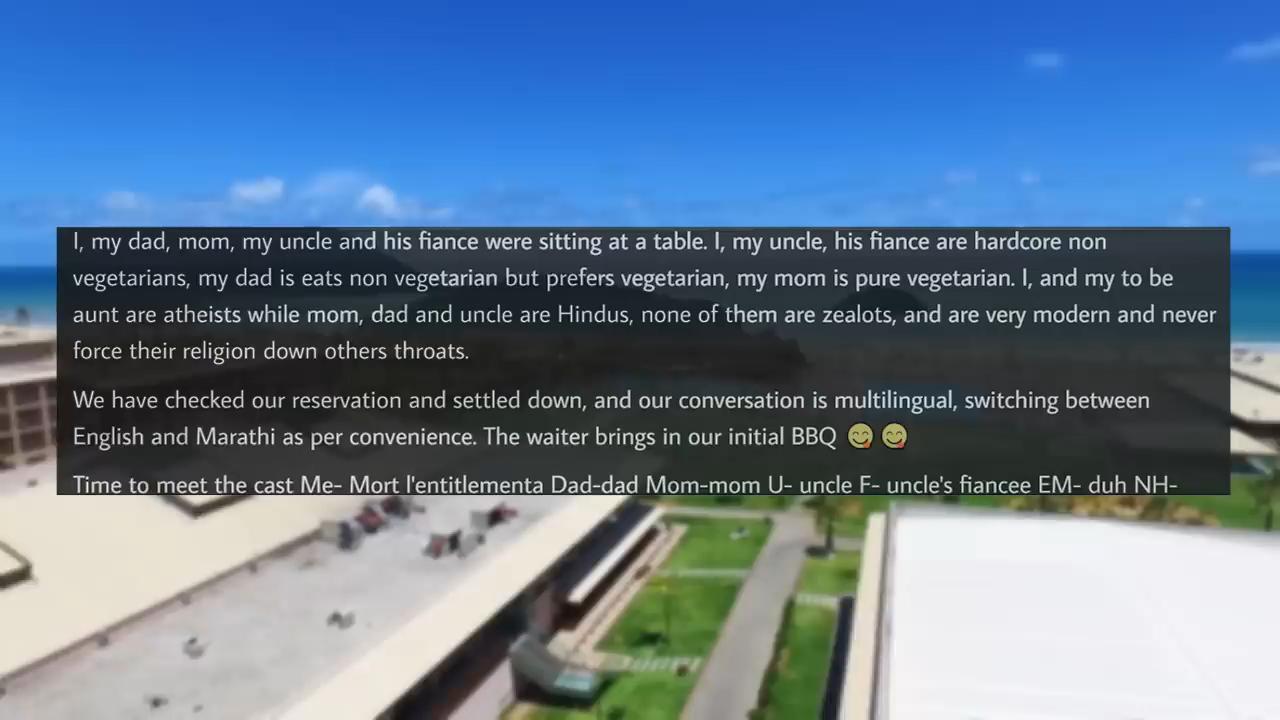 I, my dad, mom, my uncle and his fiance were sitting at a table. I, my uncle, his fiance are hardcore non
vegetarians, my dad is eats non vegetarian but prefers vegetarian, my mom is pure vegetarian. I, and my to be
aunt are atheists while mom, dad and uncle are Hindus, none of them are zealots, and are very modern and never
force their religion down others throats.
We have checked our reservation and settled down, and our conversation is multilingual, switching between
English and Marathi as per convenience. The waiter brings in our initial BBQ 😋 😋
Time to meet the cast Me- Mort l'entitlementa Dad-dad Mom-mom U- uncle F- uncle's fiancee EM- duh NH-